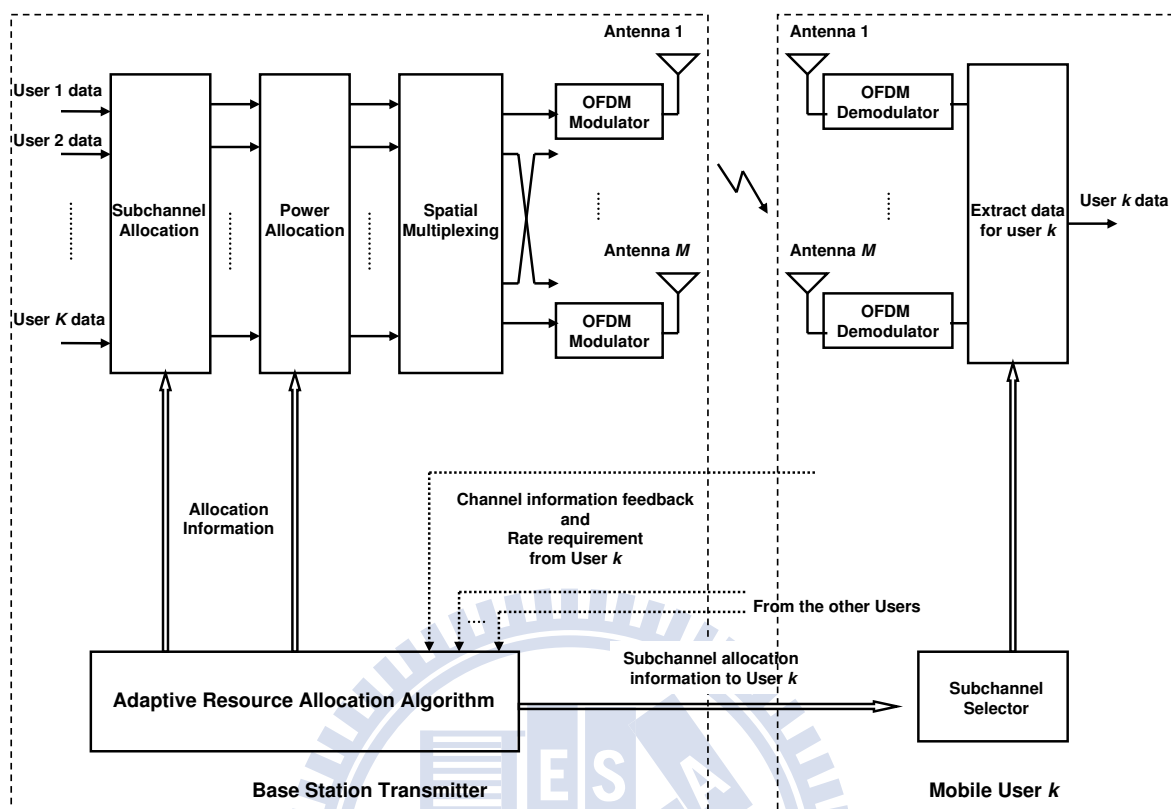 Antenna 1
Antenna 1
User 1 data
User 2 data
User K data
Subchannel
Allocation
Power
Allocation
Spatial
Multiplexing
OFDM
Modulator
Antenna M
OFDM
Modulator
OFDM
Demodulator
Antenna M
OFDM
Demodulator
Extract data
for user k
User k data
Allocation
Information
Channel information feedback
and
Rate requirement
from User k
From the other Users
Adaptive Resource Allocation Algorithm
Subchannel allocation
information to User k
Subchannel
Selector
E S A
Base Station Transmitter
Mobile User k